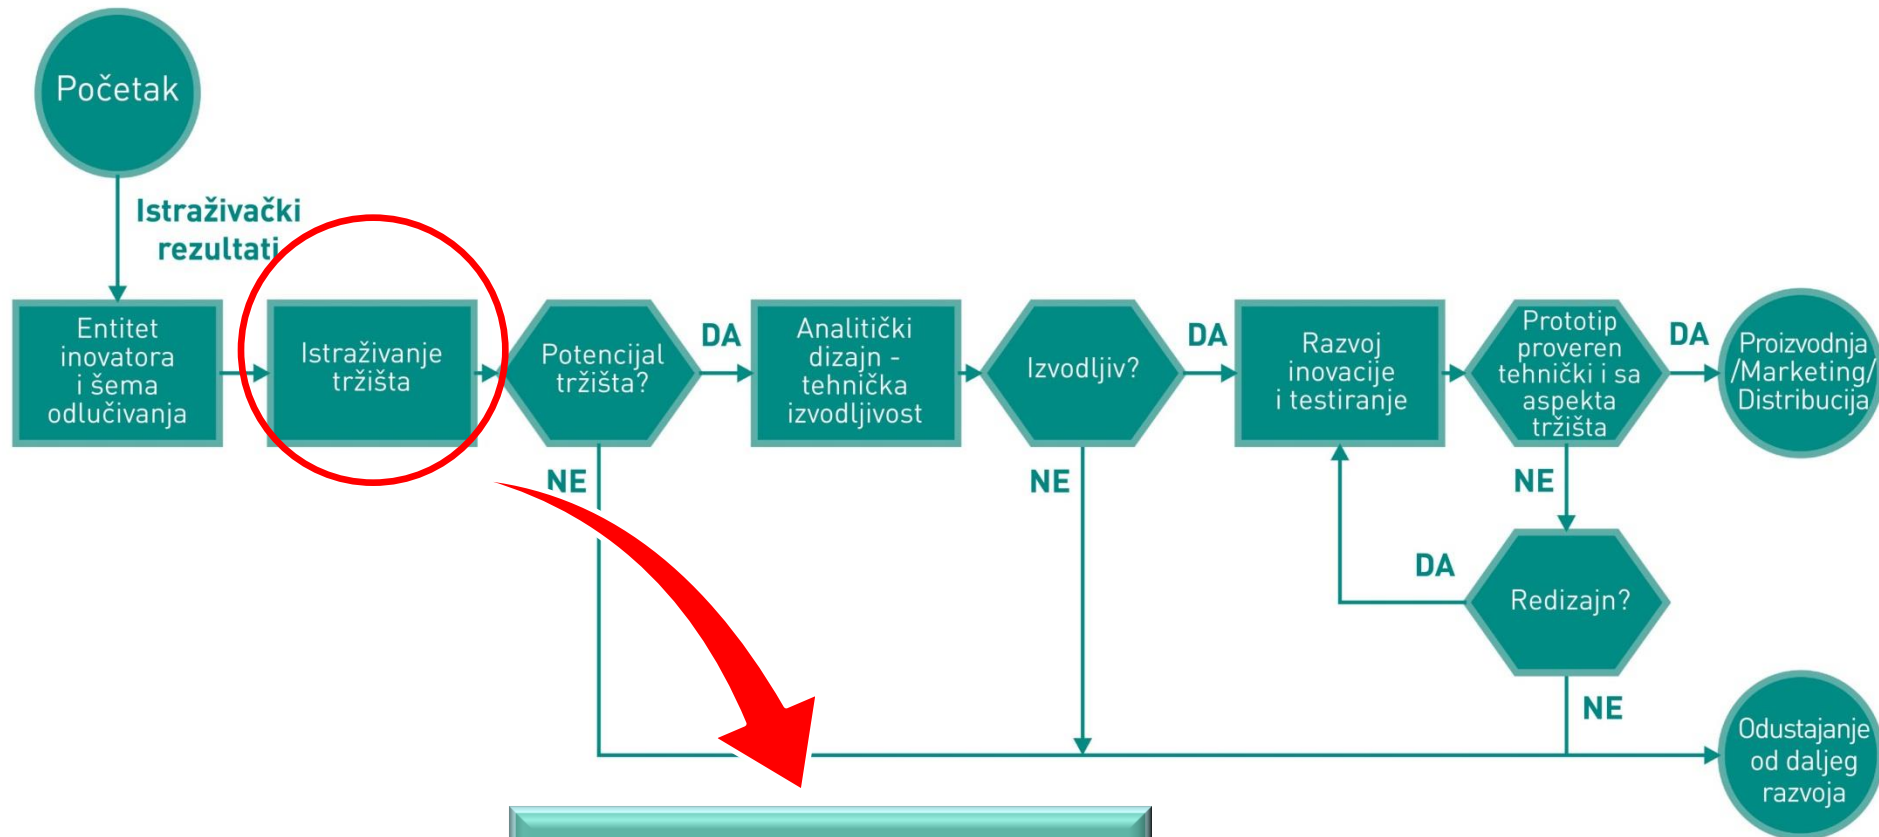 Početak
Istraživački
rezultati
Entitet
inovatora
i šema
odlučivanja
Istraživanje
tržišta
Potencijal
tržišta?
DA
NE
Analitički
dizajn -
tehnička
izvodljivost
Izvodljiv?
DA
NE
Razvoj
inovacije
i testiranje
Prototip
proveren
tehnički i sa
aspekta
tržišta
DA
NE
Proizvodnja
/Marketing/
Distribucija
Redizajn?
DA
NE
Odustajanje
od daljeg
razvoja